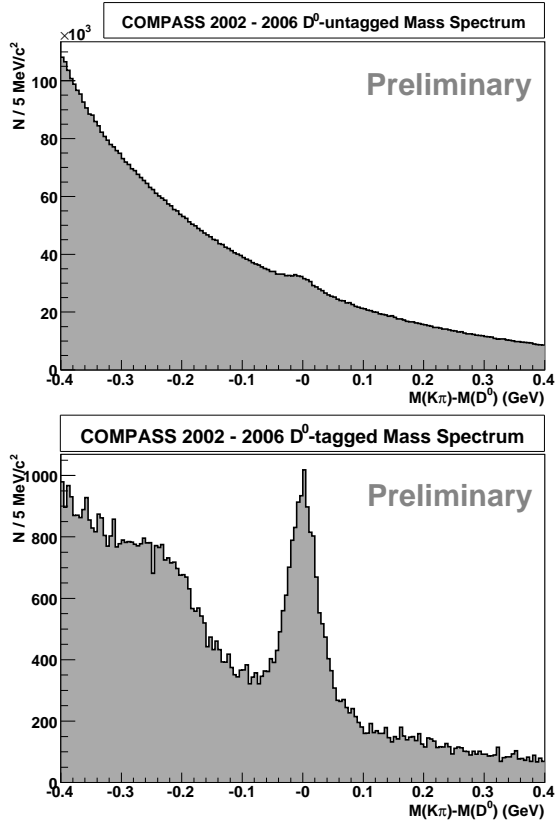 COMPASS 2002 - 2006 D⁰-untagged Mass Spectrum
×10³
N / 5 MeV/c²
Preliminary
100
80
60
40
20
0
-0.4 -0.3 -0.2 -0.1 -0 0.1 0.2 0.3 0.4
M(Kπ)-M(D⁰) (GeV)
COMPASS 2002 - 2006 D⁰-tagged Mass Spectrum
N / 5 MeV/c²
Preliminary
1000
800
600
400
200
0
-0.4 -0.3 -0.2 -0.1 -0 0.1 0.2 0.3 0.4
M(Kπ)-M(D⁰) (GeV)